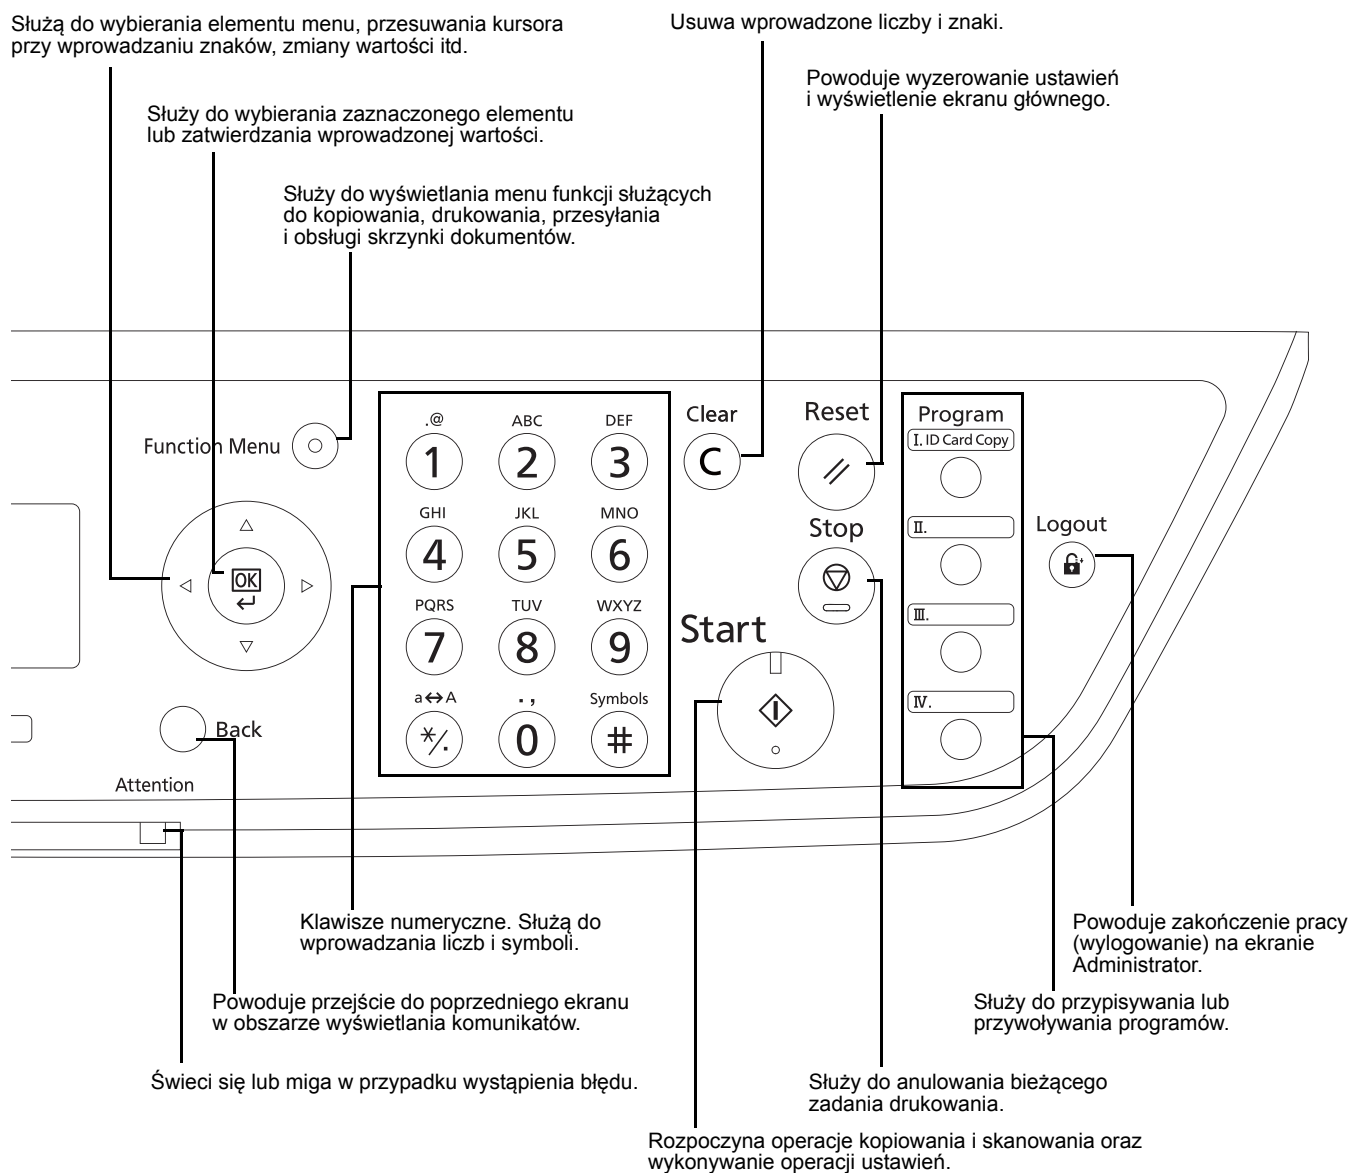 Służą do wybierania elementu menu, przesuwania kursora
przy wprowadzaniu znaków, zmiany wartości itd.
Usuwa wprowadzone liczby i znaki.
Powoduje wyzerowanie ustawień
i wyświetlenie ekranu głównego.
Służy do wybierania zaznaczonego elementu
lub zatwierdzania wprowadzonej wartości.
Służy do wyświetlania menu funkcji służących
do kopiowania, drukowania, przesyłania
i obsługi skrzynki dokumentów.
Function Menu
.@ ABC DEF
1 2 3
GHI JKL MNO
4 5 6
PQRS TUV WXYZ
7 8 9
a↔A . , Symbols
*/. 0 #
Clear
C
Reset
Stop
Start
Program
I. ID Card Copy
II.
III.
IV.
Logout
OK
Back
Attention
Klawisze numeryczne. Służą do
wprowadzania liczb i symboli.
Powoduje zakończenie pracy
(wylogowanie) na ekranie
Administrator.
Powoduje przejście do poprzedniego ekranu
w obszarze wyświetlania komunikatów.
Służy do przypisywania lub
przywoływania programów.
Świeci się lub miga w przypadku wystąpienia błędu.
Służy do anulowania bieżącego
zadania drukowania.
Rozpoczyna operacje kopiowania i skanowania oraz
wykonywanie operacji ustawień.